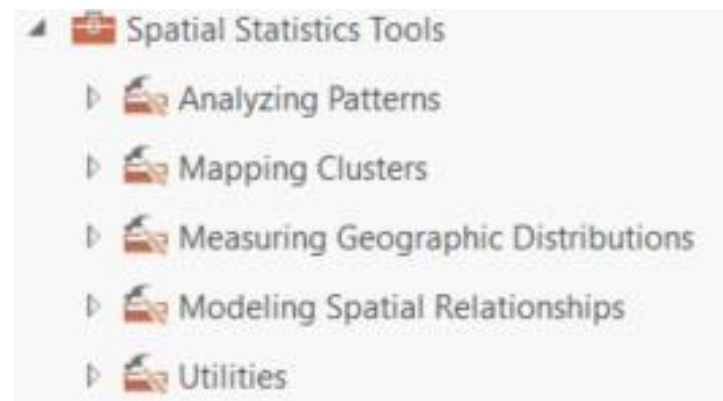 Spatial Statistics Tools
Analyzing Patterns
Mapping Clusters
Measuring Geographic Distributions
Modeling Spatial Relationships
Utilities